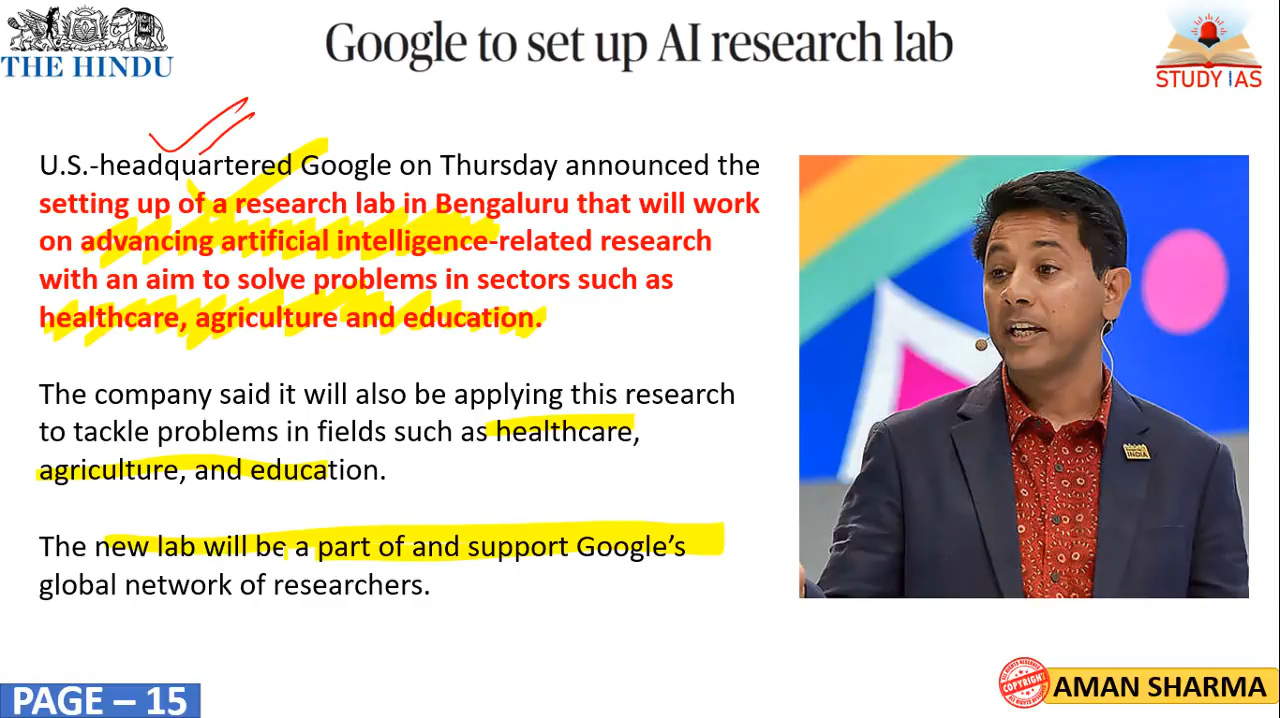 THE HINDU
Google to set up AI research lab
STUDY IAS
U.S.-headquartered Google on Thursday announced the
setting up of a research lab in Bengaluru that will work
on advancing artificial intelligence-related research
with an aim to solve problems in sectors such as
healthcare, agriculture and education.
The company said it will also be applying this research
to tackle problems in fields such as healthcare,
agriculture, and education.
The new lab will be a part of and support Google's
global network of researchers.
INDIA
PAGE – 15
COPYRIGHT
AMAN SHARMA